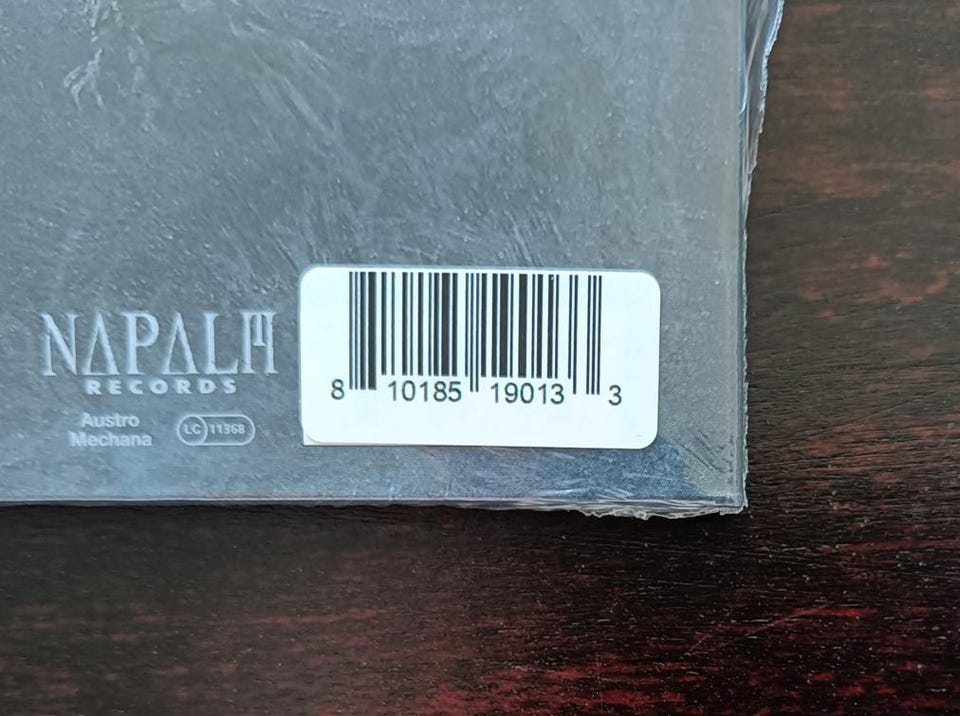 NAPALM
RECORDS
Austro
Mechana
LC 11368
8 10185 19013 3